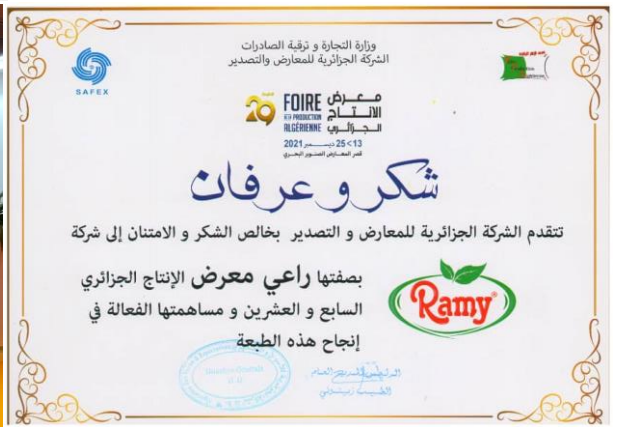 وزارة التجارة و ترقية الصادرات
الشركة الجزائرية للمعارض والتصدير
SAFEX
29 FOIRE
DE LA PRODUCTION
ALGÉRIENNE
معرض
الانتاج
الجزائري
2021 ديسمبر 25<13
قصر المعارض الصنوبر البحري
شكر و عرفان
تتقدم الشركة الجزائرية للمعارض و التصدير بخالص الشكر و الامتنان إلى شركة
Ramy
بصفتها راعي معرض الإنتاج الجزائري
السابع و العشرين و مساهمتها الفعالة في
إنجاح هذه الطبعة
الرئيس المدير العام